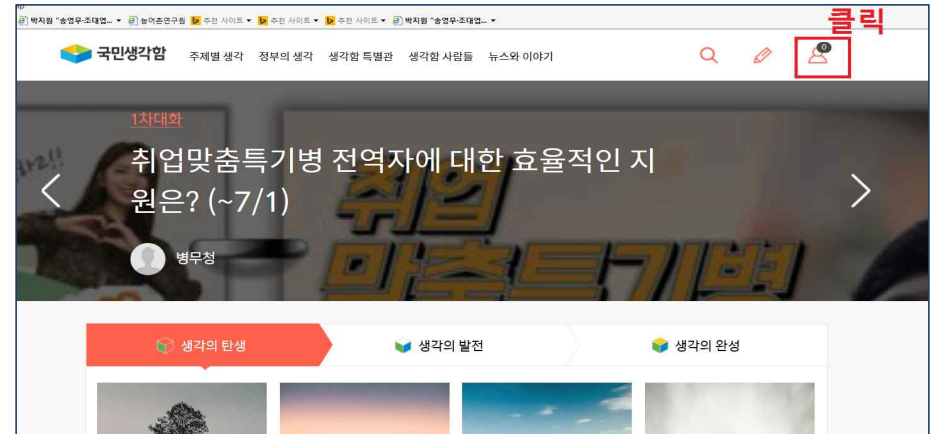 박지원 "송영무·조대엽... ▼ 농어촌연구원 추천 사이트 ▼ 추천 사이트 ▼ 추천 사이트 ▼ 박지원 "송영무·조대엽... ▼
클릭
국민생각함 주제별 생각 정부의 생각 생각함 특별관 생각함 사람들 뉴스와 이야기 0
1차대화
취업맞춤특기병 전역자에 대한 효율적인 지
원은? (~7/1)
병무청
취업
맞춤특기병
생각의 탄생 생각의 발전 생각의 완성